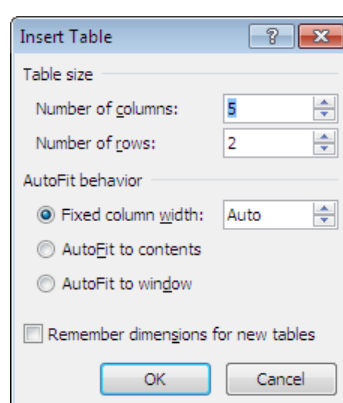 Insert Table
Table size
Number of columns: 5
Number of rows: 2
AutoFit behavior
Fixed column width: Auto
AutoFit to contents
AutoFit to window
Remember dimensions for new tables
OK Cancel